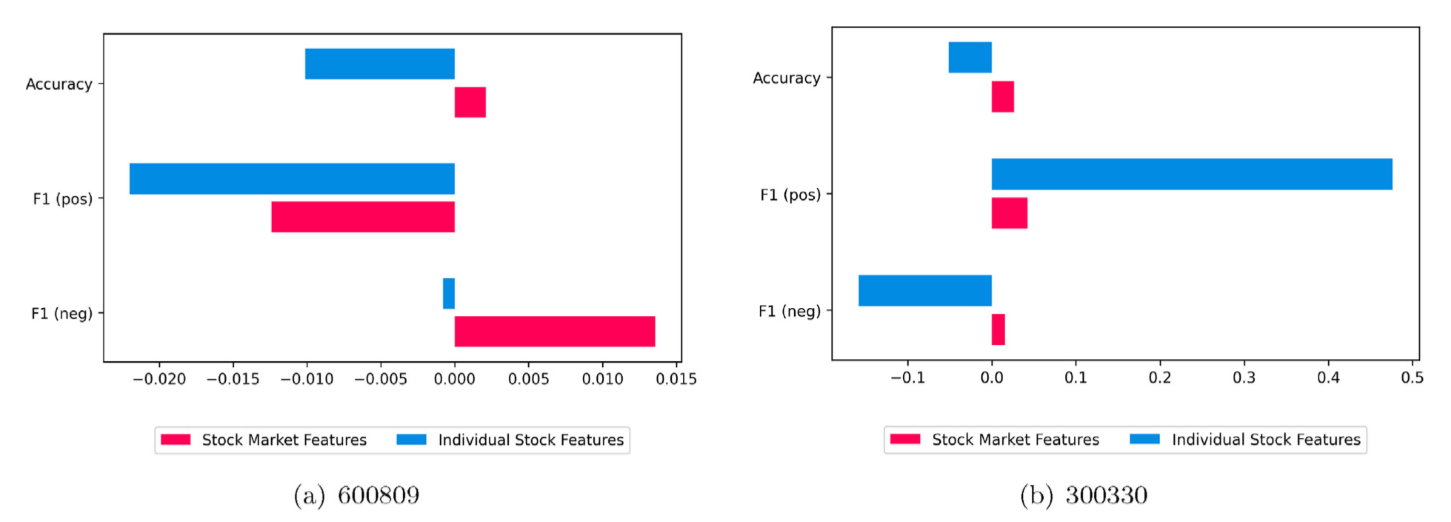 Accuracy
F1 (pos)
F1 (neg)
−0.020 −0.015 −0.010 −0.005 0.000 0.005 0.010 0.015
Stock Market Features Individual Stock Features
(a) 600809
Accuracy
F1 (pos)
F1 (neg)
−0.1 0.0 0.1 0.2 0.3 0.4 0.5
Stock Market Features Individual Stock Features
(b) 300330